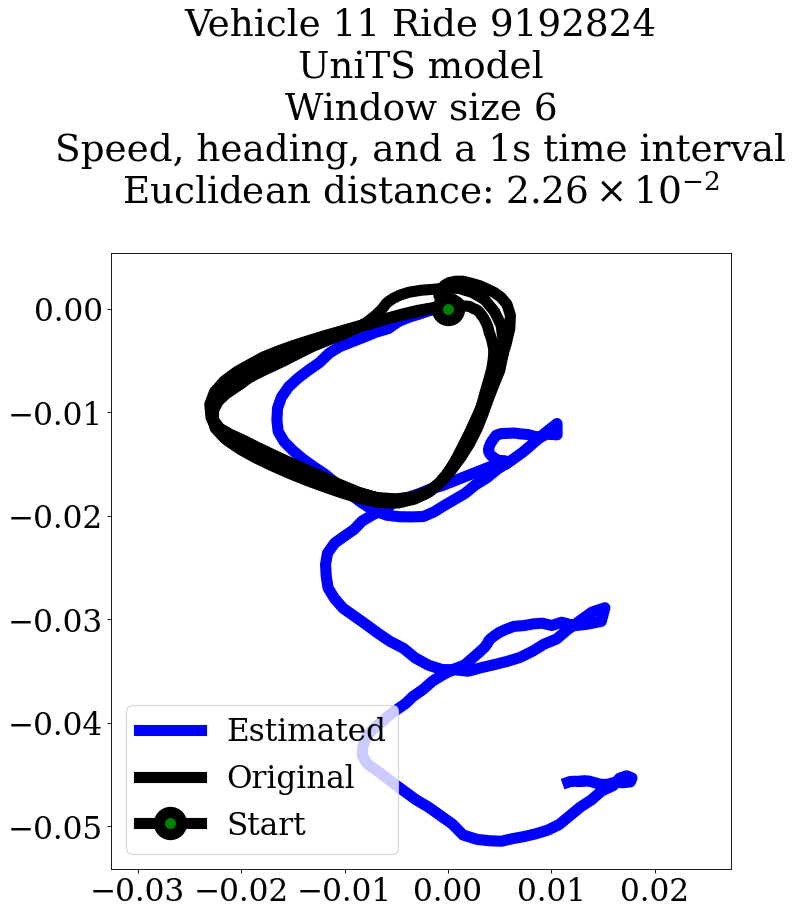 Vehicle 11 Ride 9192824
UniTS model
Window size 6
Speed, heading, and a 1s time interval
Euclidean distance: 2.26 × 10⁻²
0.00
−0.01
−0.02
−0.03
−0.04
−0.05
Estimated
Original
Start
−0.03 −0.02 −0.01 0.00 0.01 0.02